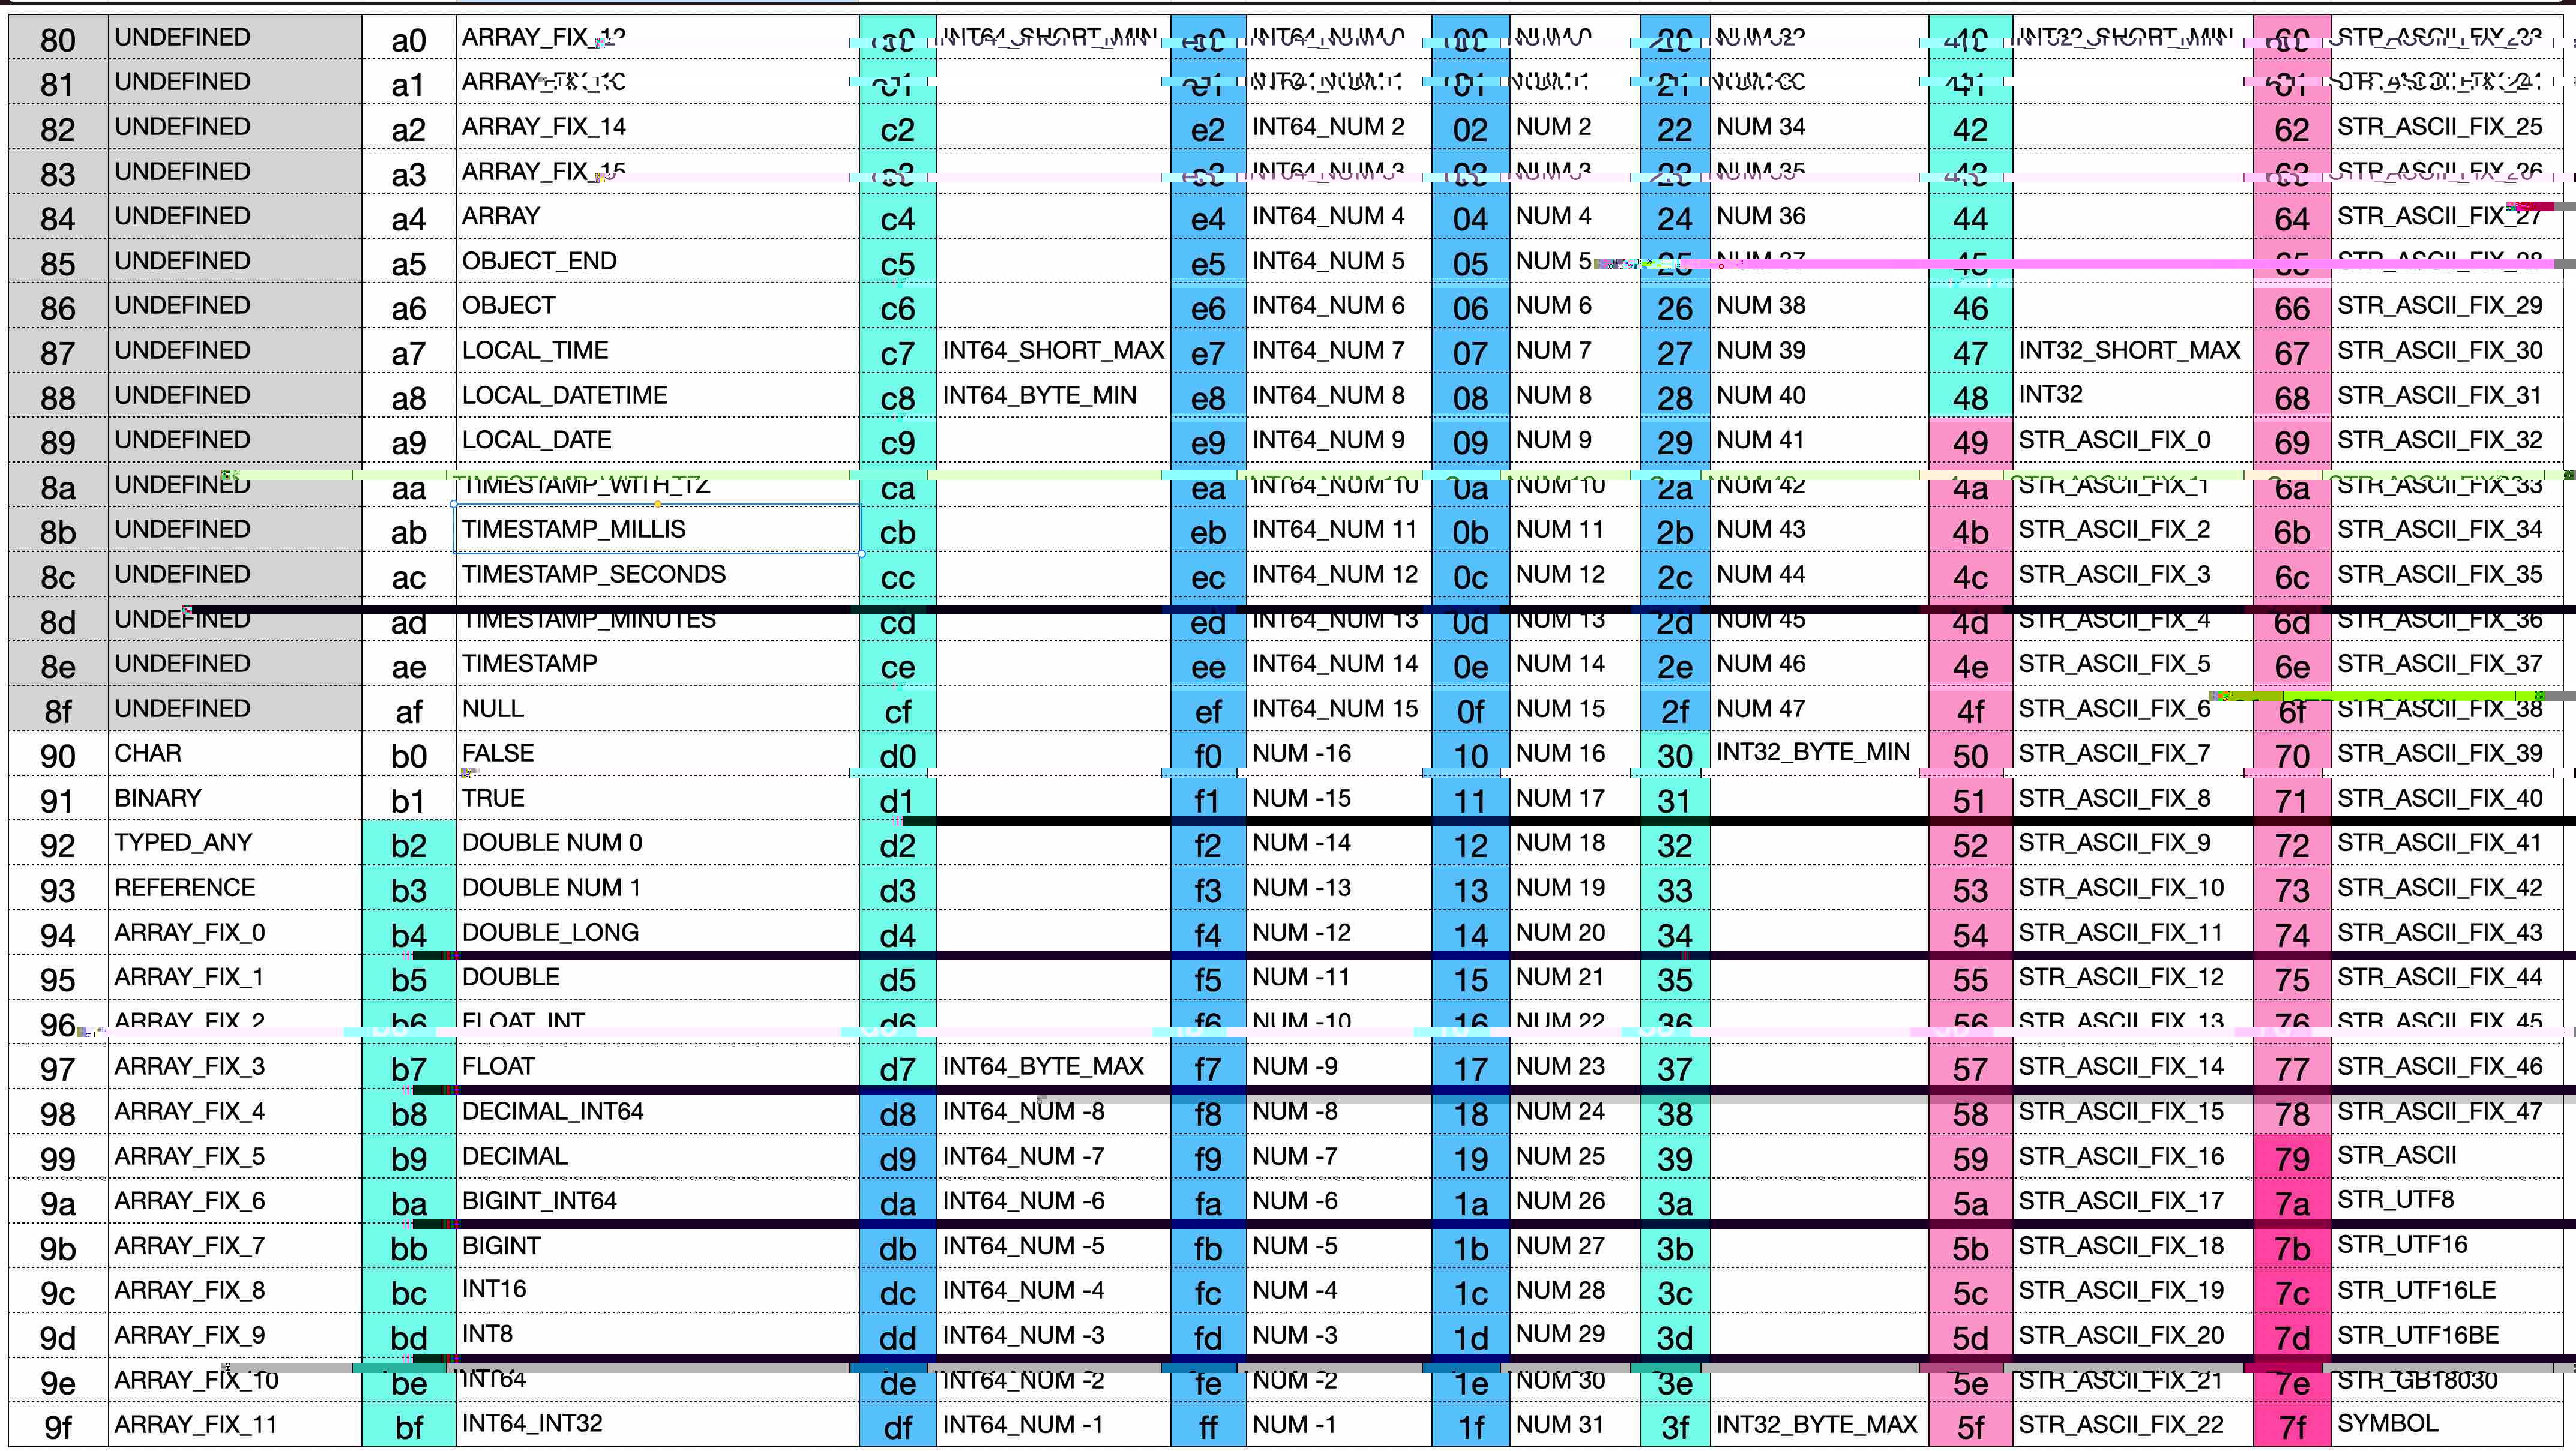 80 UNDEFINED a0 ARRAY_FIX_12 c0 INT64_SHORT_MIN e0 INT64_NUM 0 00 NUM 0 20 NUM 32 40 INT32_SHORT_MIN 60 STR_ASCII_FIX_23
81 UNDEFINED a1 c1 e1 01 21 41 61
82 UNDEFINED a2 ARRAY_FIX_14 c2 e2 INT64_NUM 2 02 NUM 2 22 NUM 34 42 62 STR_ASCII_FIX_25
83 UNDEFINED a3 ARRAY_FIX_15 c3 e3 INT64_NUM 3 03 NUM 3 23 NUM 35 43 63 STR_ASCII_FIX_26
84 UNDEFINED a4 ARRAY c4 e4 INT64_NUM 4 04 NUM 4 24 NUM 36 44 64 STR_ASCII_FIX_27
85 UNDEFINED a5 OBJECT_END c5 e5 INT64_NUM 5 05 NUM 5 25 NUM 37 45 65 STR_ASCII_FIX_28
86 UNDEFINED a6 OBJECT c6 e6 INT64_NUM 6 06 NUM 6 26 NUM 38 46 66 STR_ASCII_FIX_29
87 UNDEFINED a7 LOCAL_TIME c7 INT64_SHORT_MAX e7 INT64_NUM 7 07 NUM 7 27 NUM 39 47 INT32_SHORT_MAX 67 STR_ASCII_FIX_30
88 UNDEFINED a8 LOCAL_DATETIME c8 INT64_BYTE_MIN e8 INT64_NUM 8 08 NUM 8 28 NUM 40 48 INT32 68 STR_ASCII_FIX_31
89 UNDEFINED a9 LOCAL_DATE c9 e9 INT64_NUM 9 09 NUM 9 29 NUM 41 49 STR_ASCII_FIX_0 69 STR_ASCII_FIX_32
8a UNDEFINED aa TIMESTAMP_WITH_TZ ca ea INT64_NUM 10 0a NUM 10 2a NUM 42 4a STR_ASCII_FIX_1 6a STR_ASCII_FIX_33
8b UNDEFINED ab TIMESTAMP_MILLIS cb eb INT64_NUM 11 0b NUM 11 2b NUM 43 4b STR_ASCII_FIX_2 6b STR_ASCII_FIX_34
8c UNDEFINED ac TIMESTAMP_SECONDS cc ec INT64_NUM 12 0c NUM 12 2c NUM 44 4c STR_ASCII_FIX_3 6c STR_ASCII_FIX_35
8d UNDEFINED ad TIMESTAMP_MINUTES cd ed INT64_NUM 13 0d NUM 13 2d NUM 45 4d STR_ASCII_FIX_4 6d STR_ASCII_FIX_36
8e UNDEFINED ae TIMESTAMP ce ee INT64_NUM 14 0e NUM 14 2e NUM 46 4e STR_ASCII_FIX_5 6e STR_ASCII_FIX_37
8f UNDEFINED af NULL cf ef INT64_NUM 15 0f NUM 15 2f NUM 47 4f STR_ASCII_FIX_6 6f STR_ASCII_FIX_38
90 CHAR b0 FALSE d0 f0 NUM -16 10 NUM 16 30 INT32_BYTE_MIN 50 STR_ASCII_FIX_7 70 STR_ASCII_FIX_39
91 BINARY b1 TRUE d1 f1 NUM -15 11 NUM 17 31 51 STR_ASCII_FIX_8 71 STR_ASCII_FIX_40
92 TYPED_ANY b2 DOUBLE NUM 0 d2 f2 NUM -14 12 NUM 18 32 52 STR_ASCII_FIX_9 72 STR_ASCII_FIX_41
93 REFERENCE b3 DOUBLE NUM 1 d3 f3 NUM -13 13 NUM 19 33 53 STR_ASCII_FIX_10 73 STR_ASCII_FIX_42
94 ARRAY_FIX_0 b4 DOUBLE_LONG d4 f4 NUM -12 14 NUM 20 34 54 STR_ASCII_FIX_11 74 STR_ASCII_FIX_43
95 ARRAY_FIX_1 b5 DOUBLE d5 f5 NUM -11 15 NUM 21 35 55 STR_ASCII_FIX_12 75 STR_ASCII_FIX_44
96 ARRAY_FIX_2 b6 FLOAT_INT d6 f6 NUM -10 16 NUM 22 36 56 STR_ASCII_FIX_13 76 STR_ASCII_FIX_45
97 ARRAY_FIX_3 b7 FLOAT d7 INT64_BYTE_MAX f7 NUM -9 17 NUM 23 37 57 STR_ASCII_FIX_14 77 STR_ASCII_FIX_46
98 ARRAY_FIX_4 b8 DECIMAL_INT64 d8 INT64_NUM -8 f8 NUM -8 18 NUM 24 38 58 STR_ASCII_FIX_15 78 STR_ASCII_FIX_47
99 ARRAY_FIX_5 b9 DECIMAL d9 INT64_NUM -7 f9 NUM -7 19 NUM 25 39 59 STR_ASCII_FIX_16 79 STR_ASCII
9a ARRAY_FIX_6 ba BIGINT_INT64 da INT64_NUM -6 fa NUM -6 1a NUM 26 3a 5a STR_ASCII_FIX_17 7a STR_UTF8
9b ARRAY_FIX_7 bb BIGINT db INT64_NUM -5 fb NUM -5 1b NUM 27 3b 5b STR_ASCII_FIX_18 7b STR_UTF16
9c ARRAY_FIX_8 bc INT16 dc INT64_NUM -4 fc NUM -4 1c NUM 28 3c 5c STR_ASCII_FIX_19 7c STR_UTF16LE
9d ARRAY_FIX_9 bd INT8 dd INT64_NUM -3 fd NUM -3 1d NUM 29 3d 5d STR_ASCII_FIX_20 7d STR_UTF16BE
9e ARRAY_FIX_10 be INT64 de INT64_NUM -2 fe NUM -2 1e NUM 30 3e 5e STR_ASCII_FIX_21 7e STR_GB18030
9f ARRAY_FIX_11 bf INT64_INT32 df INT64_NUM -1 ff NUM -1 1f NUM 31 3f INT32_BYTE_MAX 5f STR_ASCII_FIX_22 7f SYMBOL